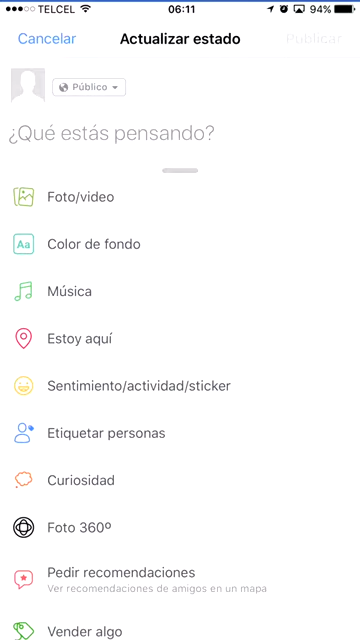 TELCEL 06:11 94%
Cancelar Actualizar estado Publicar
Público
¿Qué estás pensando?
Foto/video
Aa Color de fondo
Música
Estoy aquí
Sentimiento/actividad/sticker
Etiquetar personas
Curiosidad
Foto 360º
Pedir recomendaciones
Ver recomendaciones de amigos en un mapa
Vender algo